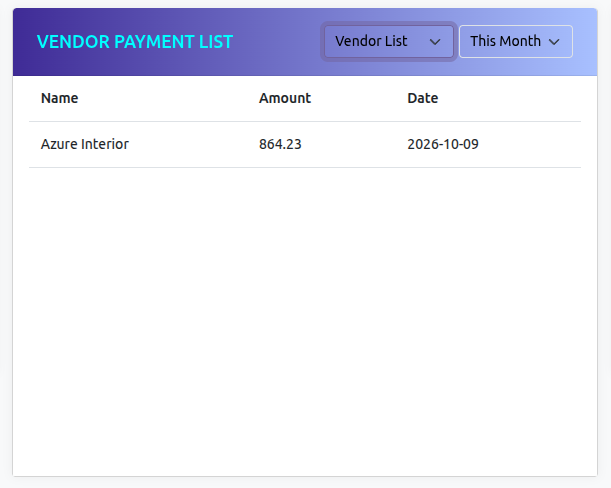 VENDOR PAYMENT LIST Vendor List This Month
Name Amount Date
Azure Interior 864.23 2026-10-09